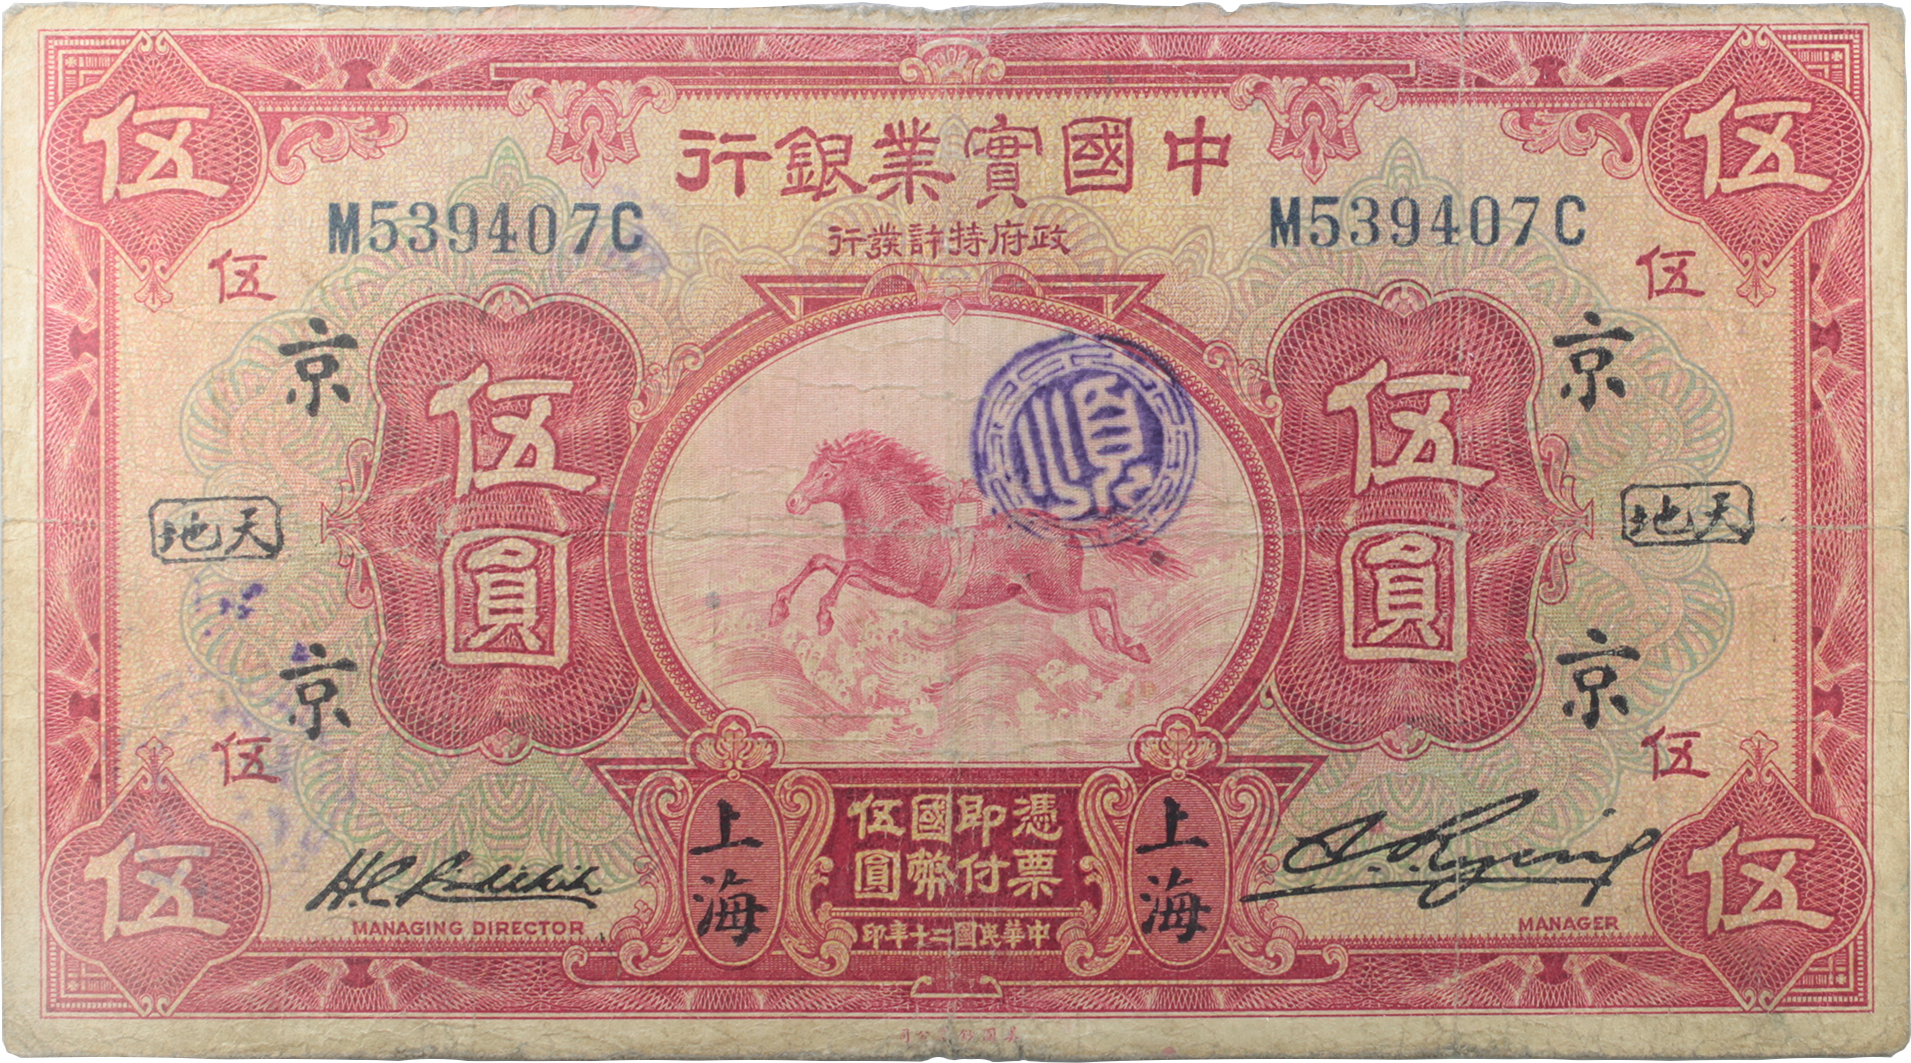 伍
伍
中國實業銀行
M539407C
M539407C
政府特許發行
伍
伍
京
京
順
伍圓
伍圓
天地
天地
京
京
伍
伍
上海
上海
憑票
即付
國幣
伍圓
中華民國二十年印
MANAGING DIRECTOR
MANAGER
伍
伍